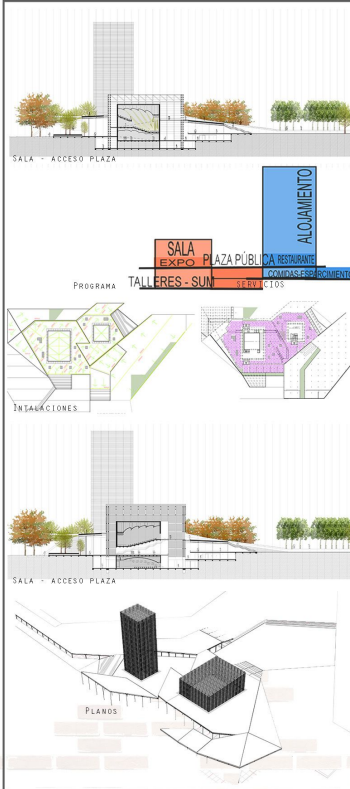 SALA - ACCESO PLAZA
ALOJAMIENTO
SALA
EXPO
PLAZA PÚBLICA
RESTAURANTE
COMIDAS-ESPARCIMIENTO
TALLERES - SUM
SERVICIOS
PROGRAMA
INTALACIONES
SALA - ACCESO PLAZA
PLANOS